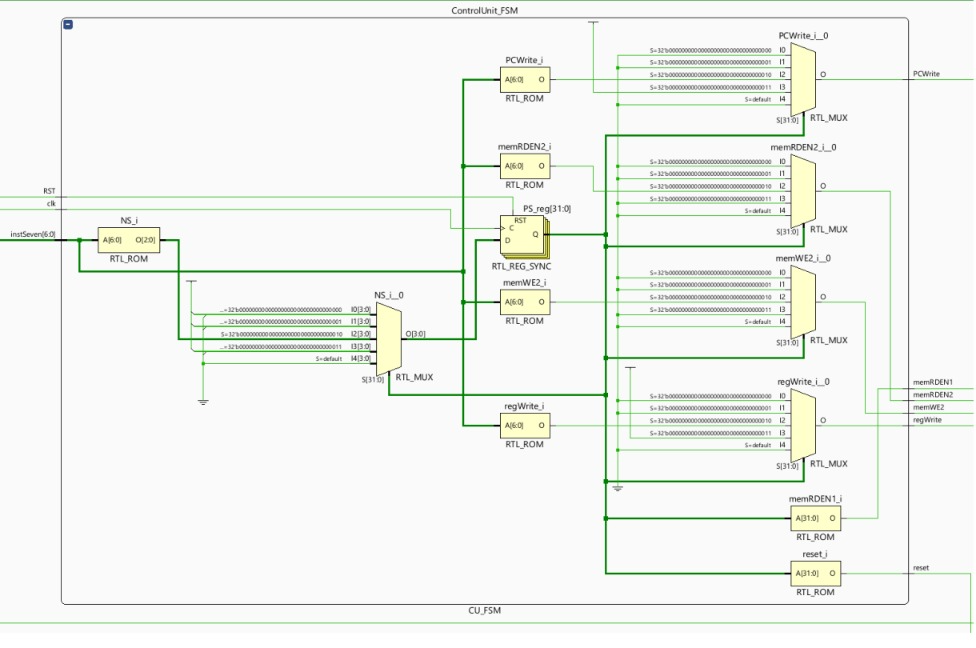 ControlUnit_FSM
PCWrite_i__0
S=32'b00000000000000000000000000000000 I0
S=32'b00000000000000000000000000000001 I1
S=32'b00000000000000000000000000000010 I2
S=32'b00000000000000000000000000000011 I3
S=default I4
O
S[31:0]
RTL_MUX
PCWrite
PCWrite_i
A[6:0] O
RTL_ROM
memRDEN2_i__0
S=32'b00000000000000000000000000000000 I0
S=32'b00000000000000000000000000000001 I1
S=32'b00000000000000000000000000000010 I2
S=32'b00000000000000000000000000000011 I3
S=default I4
O
S[31:0]
RTL_MUX
memRDEN2_i
A[6:0] O
RTL_ROM
RST
clk
instSeven[6:0]
NS_i
A[6:0] O[2:0]
RTL_ROM
PS_reg[31:0]
RST
C
Q
D
RTL_REG_SYNC
memWE2_i__0
S=32'b00000000000000000000000000000000 I0
S=32'b00000000000000000000000000000001 I1
S=32'b00000000000000000000000000000010 I2
S=32'b00000000000000000000000000000011 I3
S=default I4
O
S[31:0]
RTL_MUX
memWE2_i
A[6:0] O
RTL_ROM
NS_i__0
...=32'b00000000000000000000000000000000 I0[3:0]
...=32'b00000000000000000000000000000001 I1[3:0]
S=32'b00000000000000000000000000000010 I2[3:0]
...=32'b00000000000000000000000000000011 I3[3:0]
S=default I4[3:0]
O[3:0]
S[31:0]
RTL_MUX
regWrite_i__0
S=32'b00000000000000000000000000000000 I0
S=32'b00000000000000000000000000000001 I1
S=32'b00000000000000000000000000000010 I2
S=32'b00000000000000000000000000000011 I3
S=default I4
O
S[31:0]
RTL_MUX
memRDEN1
memRDEN2
memWE2
regWrite
regWrite_i
A[6:0] O
RTL_ROM
memRDEN1_i
A[31:0] O
RTL_ROM
reset_i
A[31:0] O
RTL_ROM
reset
CU_FSM